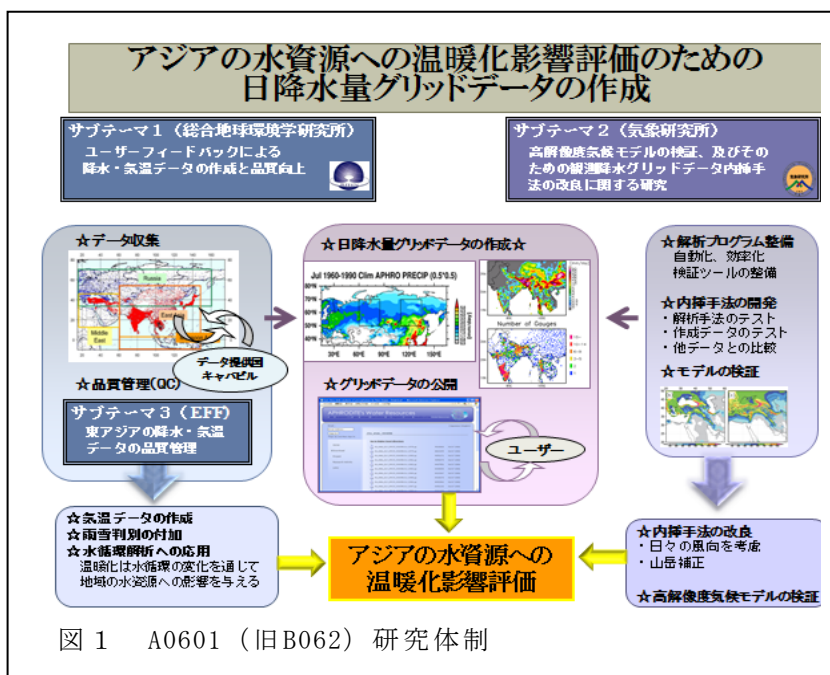 アジアの水資源への温暖化影響評価のための
日降水量グリッドデータの作成
サブテーマ1（総合地球環境学研究所）
ユーザーフィードバックによる
降水・気温データの作成と品質向上
サブテーマ2（気象研究所）
高解像度気候モデルの検証、及びその
ための観測降水グリッドデータ内挿手
法の改良に関する研究
☆データ収集
Russia
East Asia
Middle
East
データ提供国
キャパビル
☆品質管理(QC)
サブテーマ3（EFF）
東アジアの降水・気温
データの品質管理
☆日降水量グリッドデータの作成☆
Jul 1960-1990 Clim APHRO PRECIP (0.5*0.5)
80°N
70°N
60°N
50°N
40°N
30°E 60°E 90°E 120°E 150°E
Number of Gauges
☆グリッドデータの公開
APHRODITE's Water Resources
ユーザー
☆解析プログラム整備
自動化、効率化
検証ツールの整備
☆内挿手法の開発
・解析手法のテスト
・作成データのテスト
・他データとの比較
☆モデルの検証
☆気温データの作成
☆雨雪判別の付加
☆水循環解析への応用
温暖化は水循環の変化を通じて
地域の水資源への影響を与える
アジアの水資源への
温暖化影響評価
☆内挿手法の改良
・日々の風向を考慮
・山岳補正
☆高解像度気候モデルの検証
図1 A0601（旧B062）研究体制